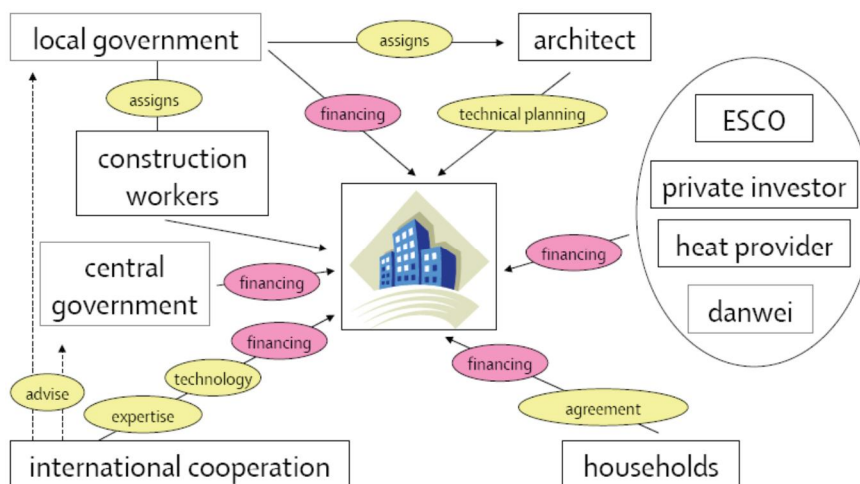 local government
assigns
architect
assigns
financing
technical planning
ESCO
construction
workers
private investor
heat provider
central
government
financing
financing
danwei
financing
technology
financing
advise
expertise
agreement
international cooperation
households